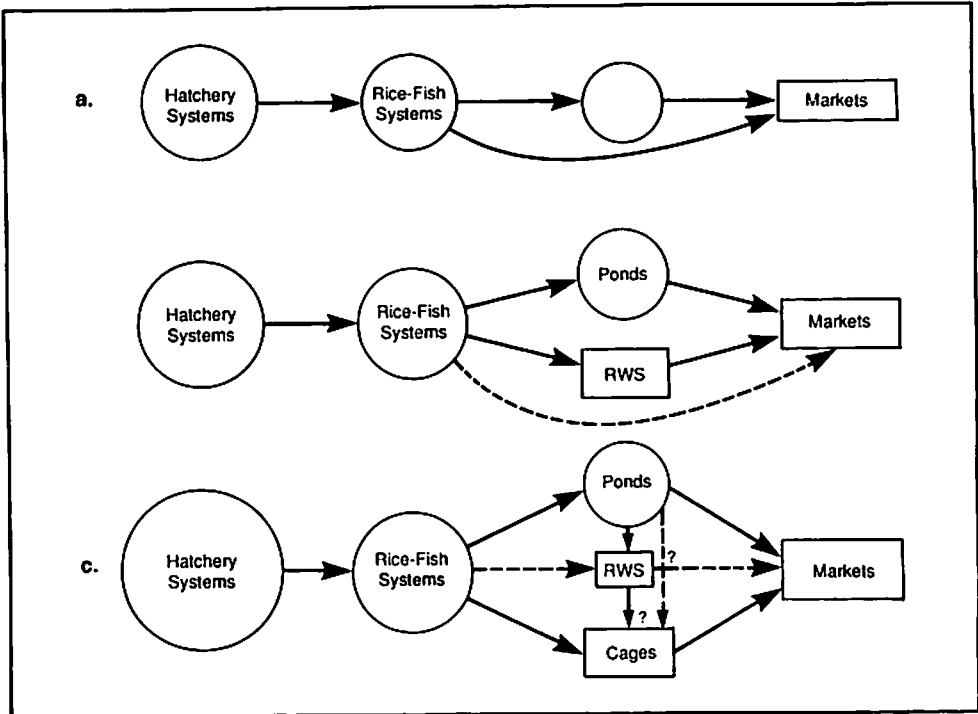 a.
Hatchery
Systems
Rice-Fish
Systems
Markets
Hatchery
Systems
Rice-Fish
Systems
Ponds
RWS
Markets
c.
Hatchery
Systems
Rice-Fish
Systems
Ponds
RWS
?
?
Cages
Markets